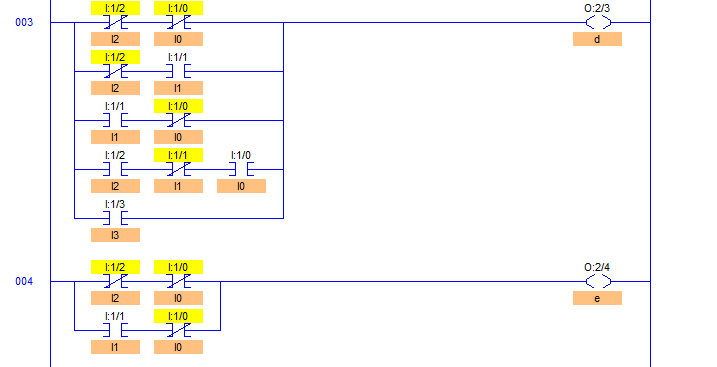 I:1/2 I:1/0 O:2/3
003
I2 I0 d
I:1/2 I:1/1
I2 I1
I:1/1 I:1/0
I1 I0
I:1/2 I:1/1 I:1/0
I2 I1 I0
I:1/3
I3
I:1/2 I:1/0 O:2/4
004
I2 I0 e
I:1/1 I:1/0
I1 I0